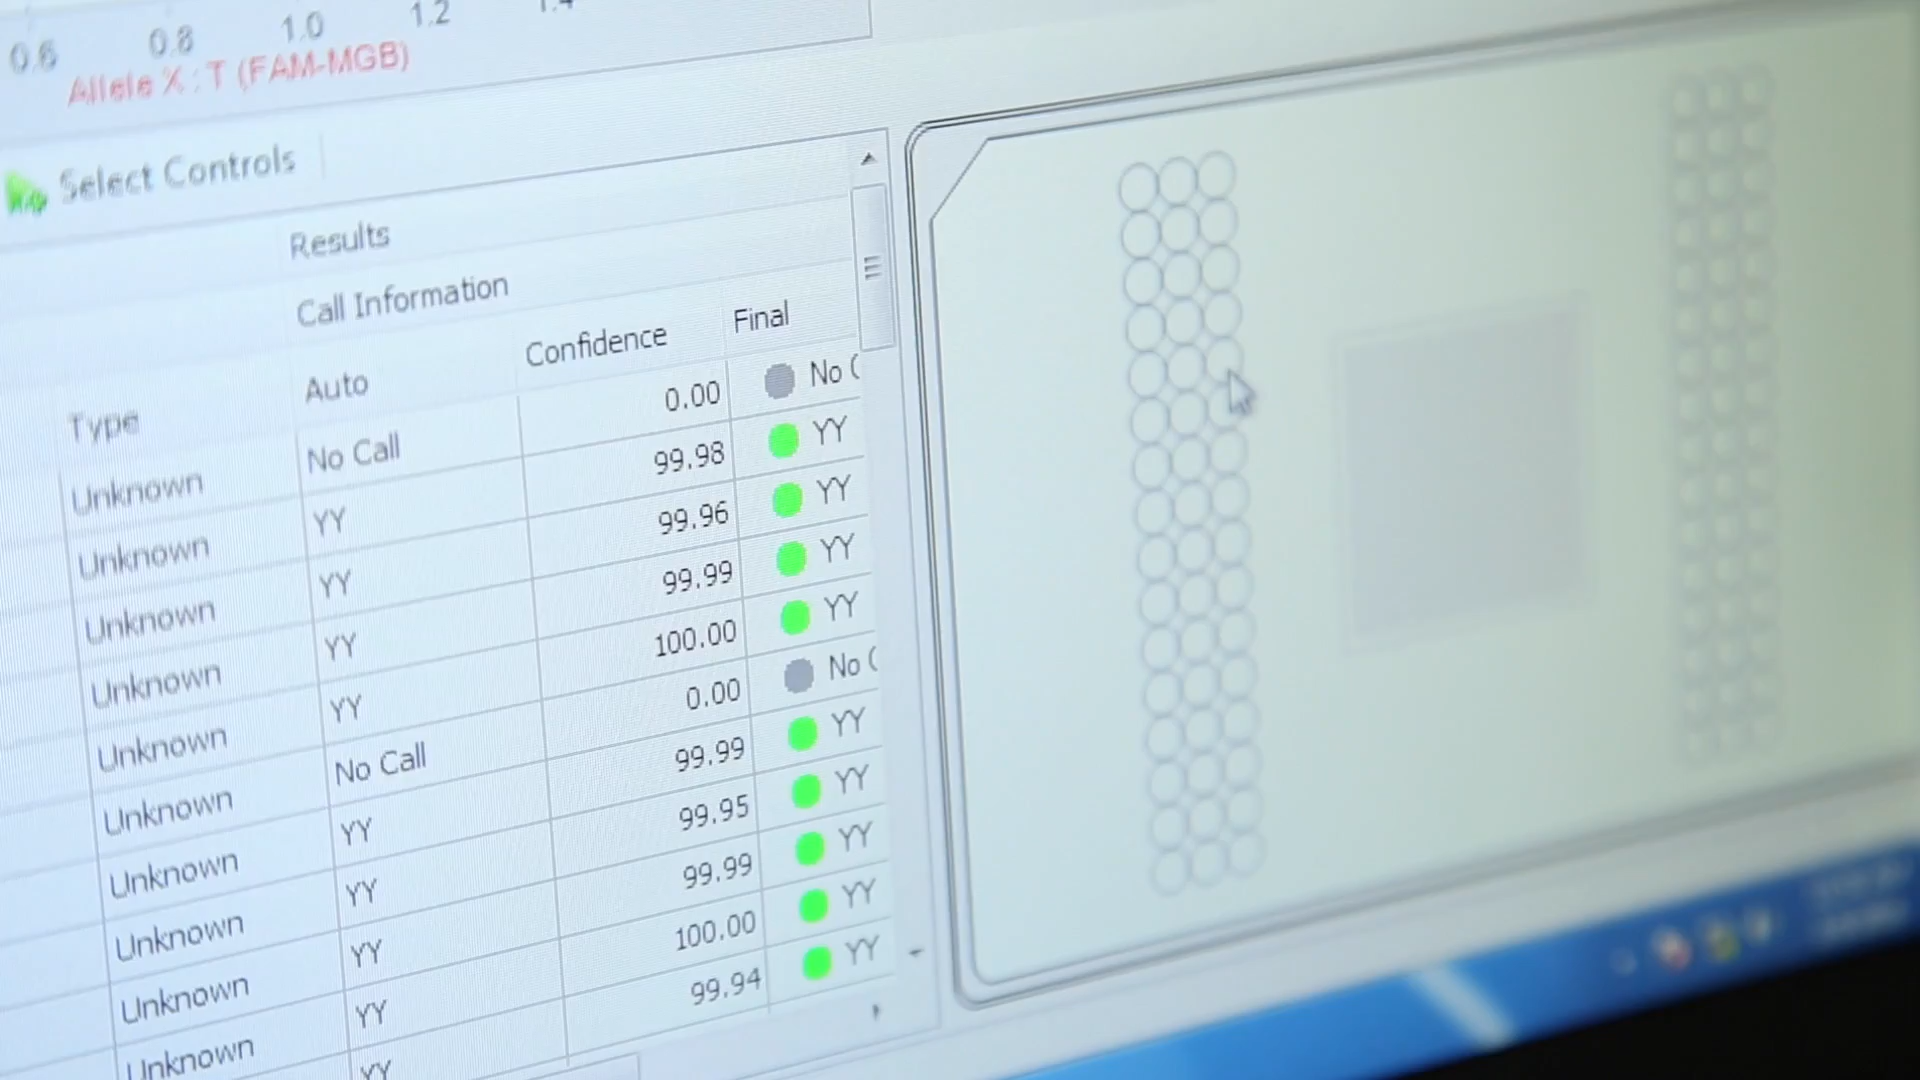 0.6 0.8 1.0 1.2 1.4
Allele X : T (FAM-MGB)
Select Controls
Results
Call Information
Type Auto Confidence Final
Unknown No Call 0.00 No C
Unknown YY 99.98 YY
Unknown YY 99.96 YY
Unknown YY 99.99 YY
Unknown YY 100.00 YY
Unknown No Call 0.00 No C
Unknown YY 99.99 YY
Unknown YY 99.95 YY
Unknown YY 99.99 YY
Unknown YY 100.00 YY
YY 99.94 YY